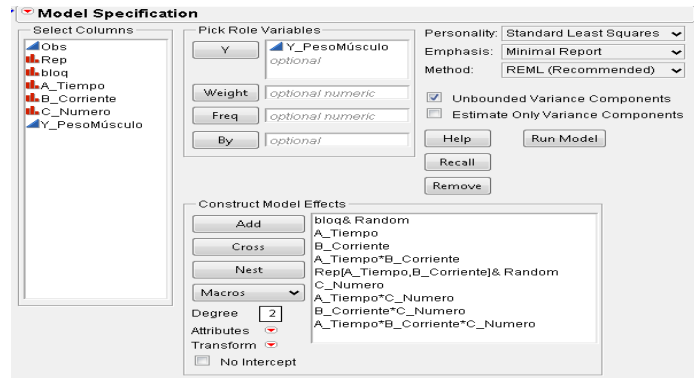 Model Specification
Select Columns
Obs
Rep
bloq
A_Tiempo
B_Corriente
C_Numero
Y_PesoMúsculo
Pick Role Variables
Y
Y_PesoMúsculo
optional
Weight
optional numeric
Freq
optional numeric
By
optional
Personality: Standard Least Squares
Emphasis: Minimal Report
Method: REML (Recommended)
Unbounded Variance Components
Estimate Only Variance Components
Help
Run Model
Recall
Remove
Construct Model Effects
Add
Cross
Nest
Macros
Degree 2
Attributes
Transform
No Intercept
bloq& Random
A_Tiempo
B_Corriente
A_Tiempo*B_Corriente
Rep[A_Tiempo,B_Corriente]& Random
C_Numero
A_Tiempo*C_Numero
B_Corriente*C_Numero
A_Tiempo*B_Corriente*C_Numero